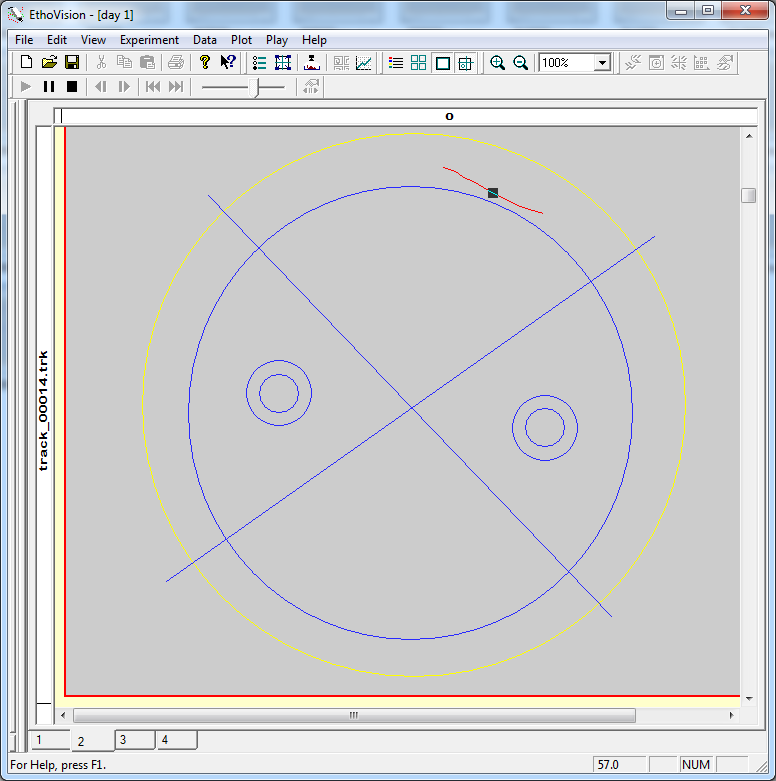 EthoVision - [day 1]
File Edit View Experiment Data Plot Play Help
100%
o
track_00014.trk
1 2 3 4
For Help, press F1. 57.0 NUM